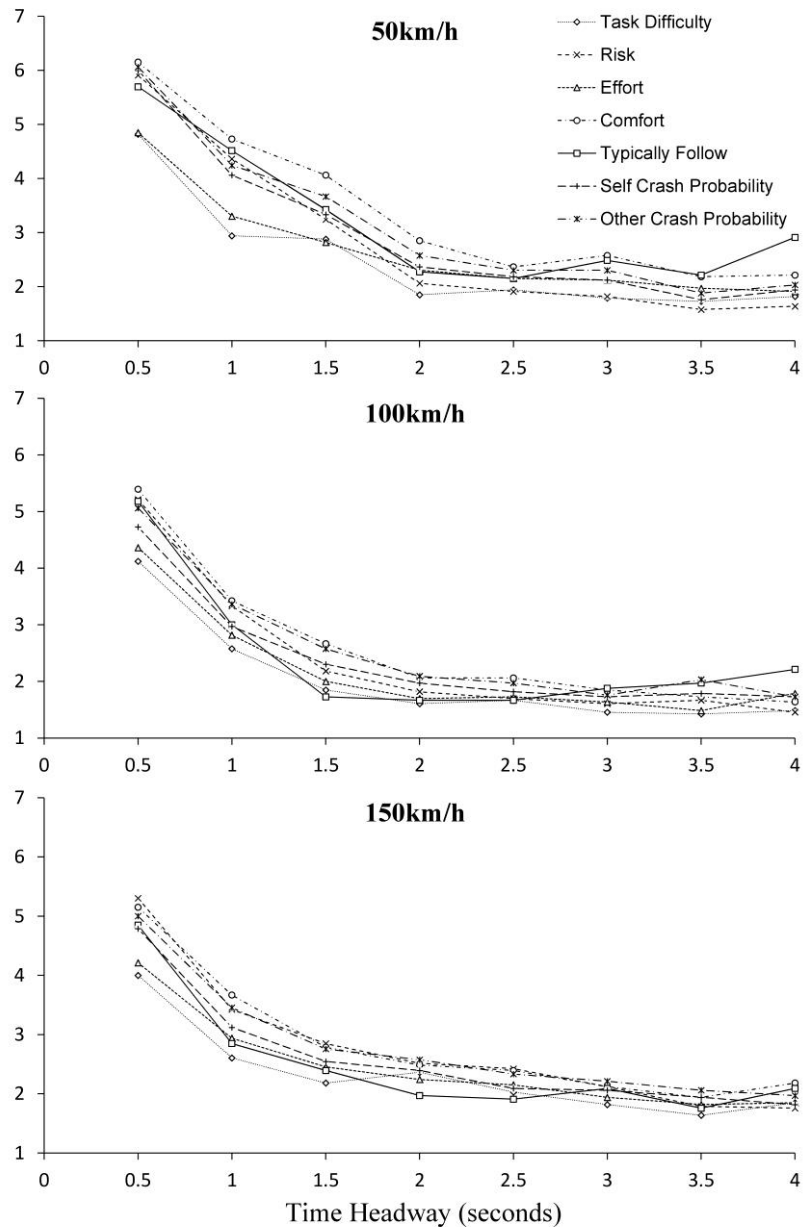 50km/h
Task Difficulty
Risk
Effort
Comfort
Typically Follow
Self Crash Probability
Other Crash Probability
7
6
5
4
3
2
1
0 0.5 1 1.5 2 2.5 3 3.5 4
100km/h
7
6
5
4
3
2
1
0 0.5 1 1.5 2 2.5 3 3.5 4
150km/h
7
6
5
4
3
2
1
0 0.5 1 1.5 2 2.5 3 3.5 4
Time Headway (seconds)